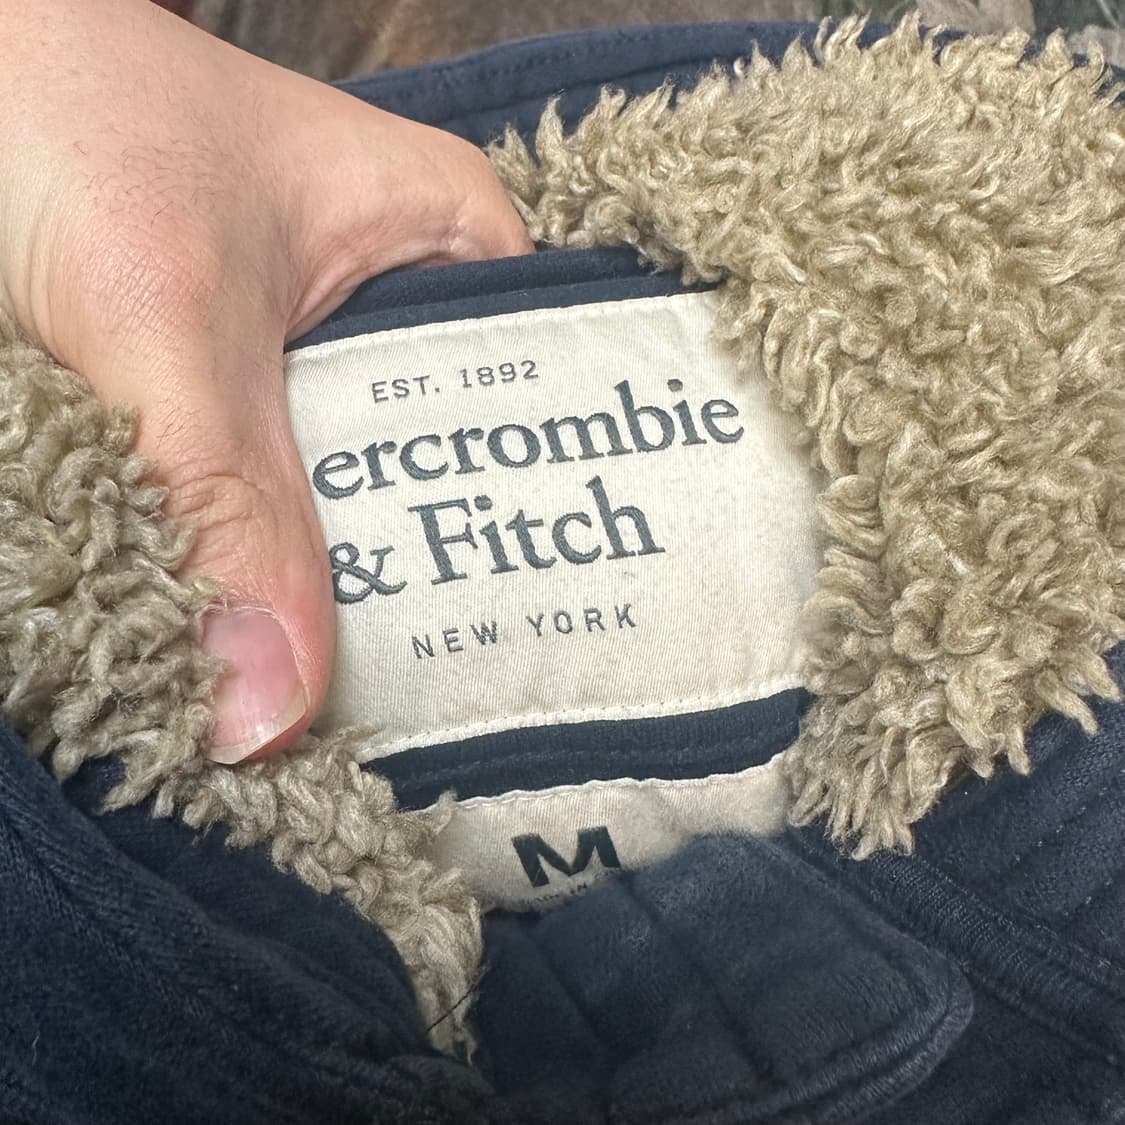 EST. 1892
ercrombie
& Fitch
NEW YORK
M